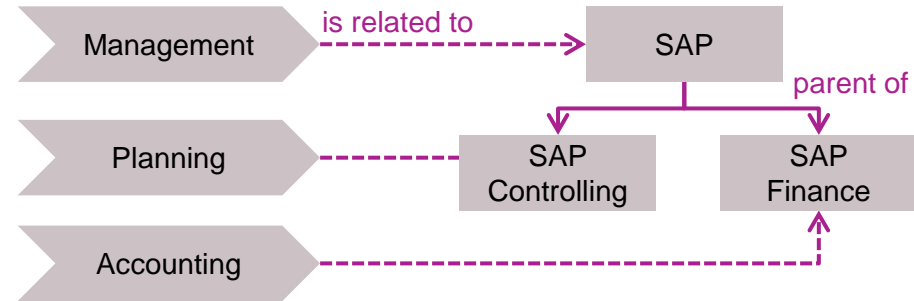 is related to
Management
SAP
parent of
Planning
SAP
Controlling
SAP
Finance
Accounting